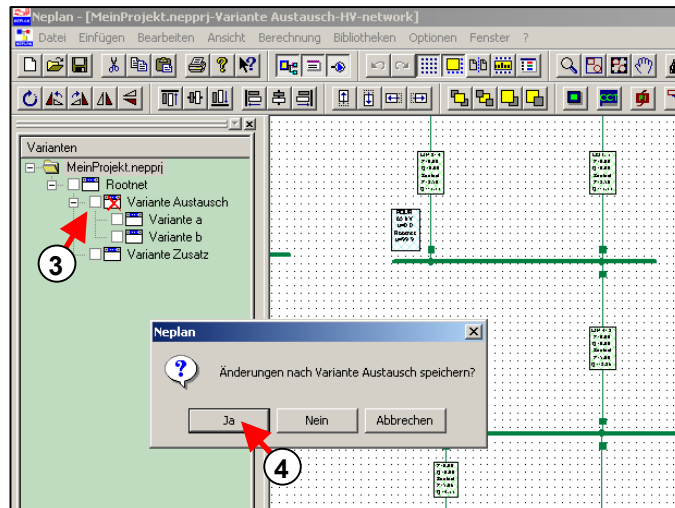 Neplan - [MeinProjekt.nepprj-Variante Austausch-HV-network]
Datei Einfügen Bearbeiten Ansicht Berechnung Bibliotheken Optionen Fenster ?
CCT
Varianten
MeinProjekt.nepprj
Rootnet
Variante Austausch
Variante a
Variante b
Variante Zusatz
3
Neplan
Änderungen nach Variante Austausch speichern?
Ja Nein Abbrechen
4